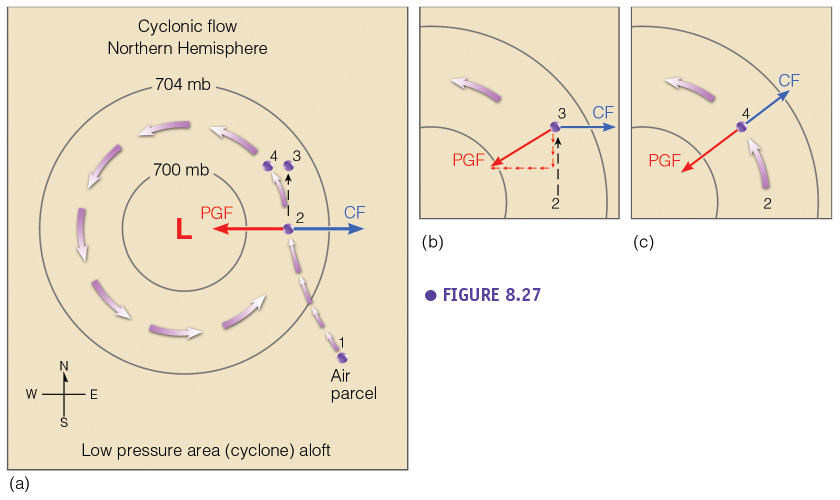 Cyclonic flow
Northern Hemisphere
704 mb
700 mb
4
3
L
PGF
2
CF
1
Air
parcel
N
W
E
S
Low pressure area (cyclone) aloft
(a)
3
CF
PGF
2
(b)
CF
4
PGF
2
(c)
● FIGURE 8.27